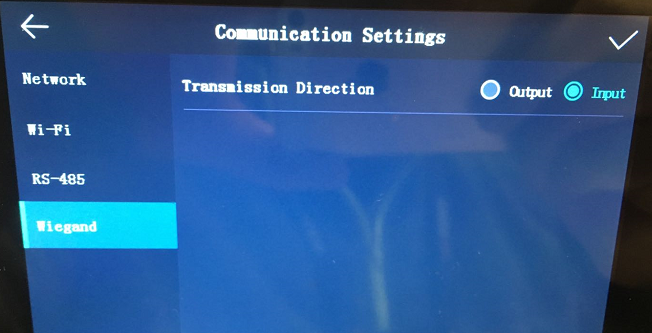 Communication Settings
Network
Transmission Direction
Output
Input
Wi-Fi
RS-485
Wiegand